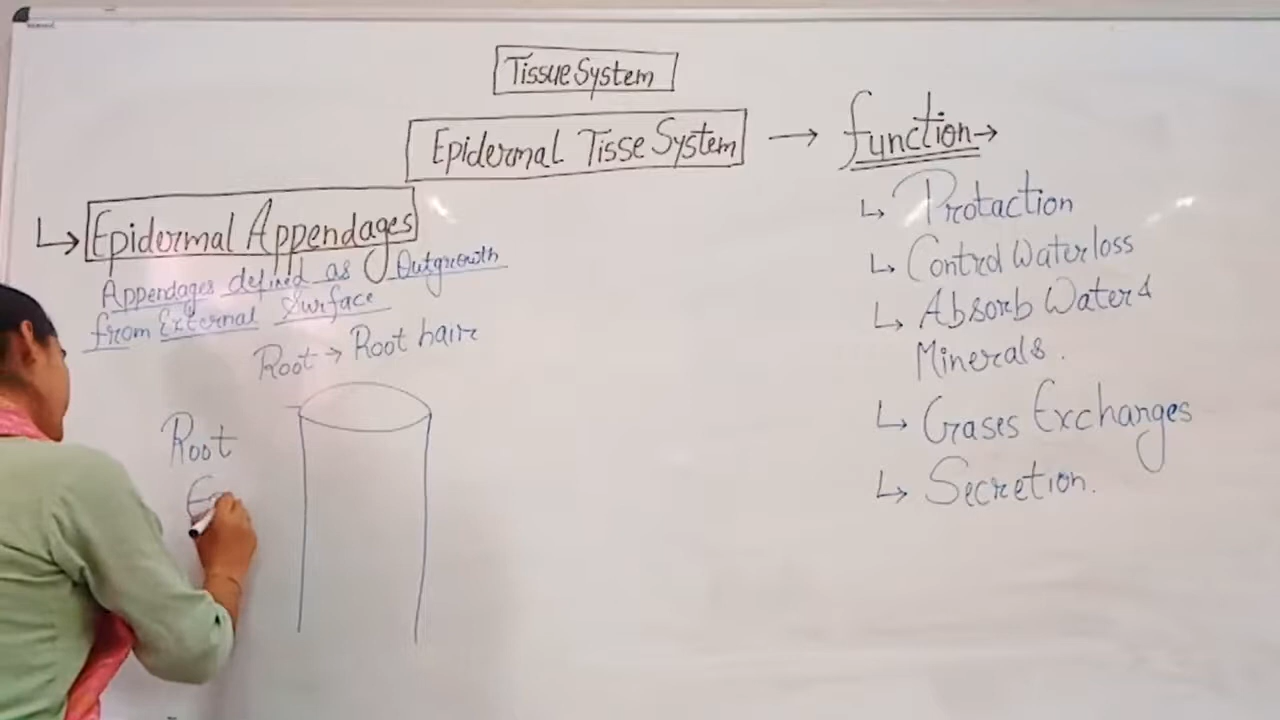 Tissue System
Epidermal Tisse System → function→
↳ Epidermal Appendages
Appendages defined as Outgrowth
from External Surface
Root → Root hair
Root
↳ Protaction
↳ Control Waterloss
↳ Absorb Water &
Minerals.
↳ Gases Exchanges
↳ Secretion.